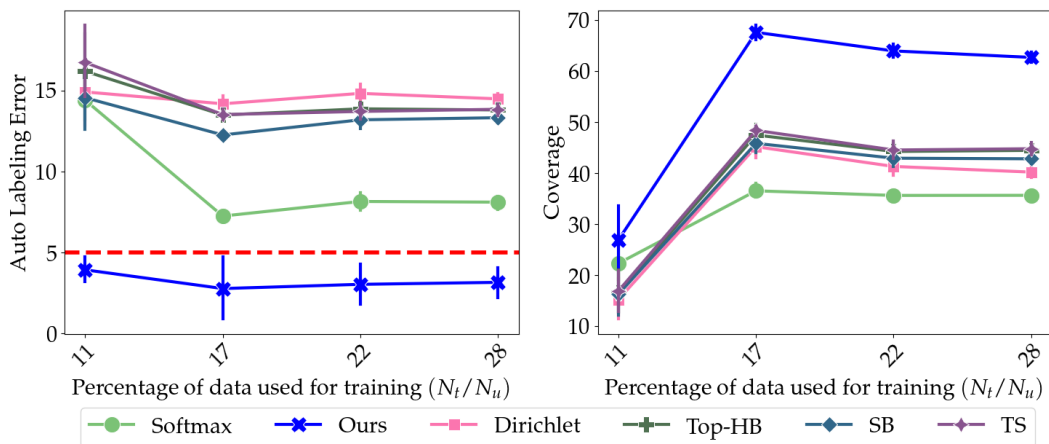 Auto Labeling Error
15
10
5
0
11
17
22
28
Percentage of data used for training (N_t/N_u)
Coverage
60
50
40
30
20
10
11
17
22
28
Percentage of data used for training (N_t/N_u)
Softmax
Ours
Dirichlet
Top-HB
SB
TS